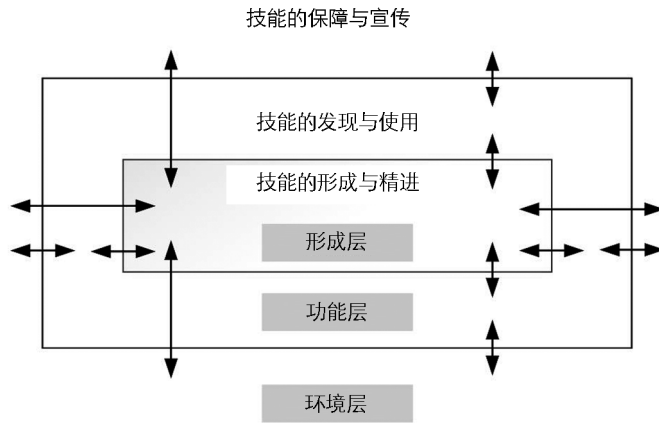 技能的保障与宣传
技能的发现与使用
技能的形成与精进
形成层
功能层
环境层